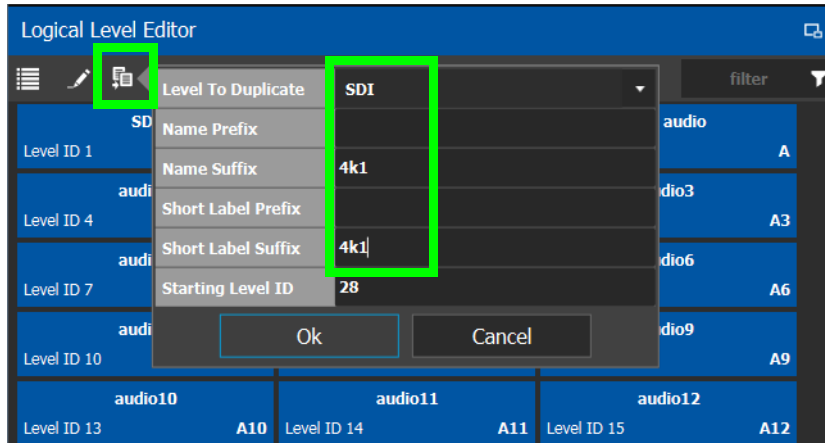 Logical Level Editor
filter
Level To Duplicate SDI
Name Prefix
Name Suffix 4k1
Short Label Prefix
Short Label Suffix 4k1
Starting Level ID 28
Ok Cancel
SD
Level ID 1
audio
A
audi
Level ID 4
dio3
A3
audi
Level ID 7
dio6
A6
audi
Level ID 10
dio9
A9
audio10
Level ID 13 A10
audio11
Level ID 14 A11
audio12
Level ID 15 A12